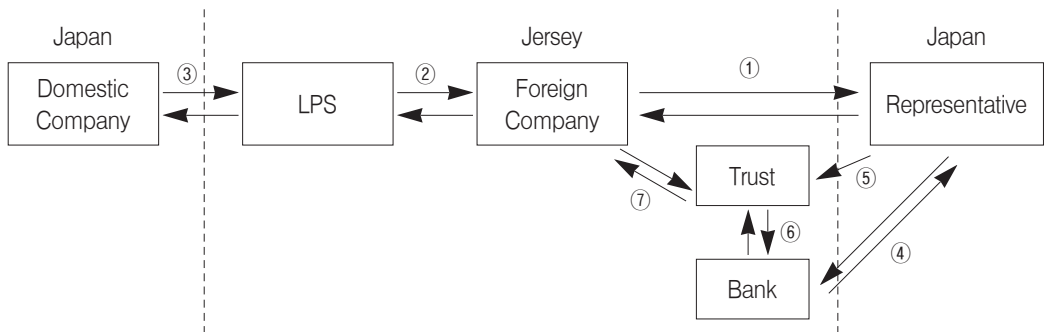 Japan
Jersey
Japan
Domestic
Company
③
LPS
②
Foreign
Company
①
Representative
Trust
⑤
⑦
⑥
④
Bank